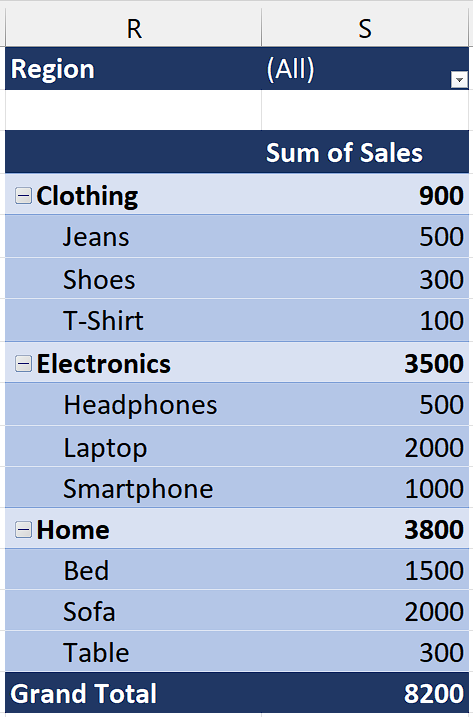 R S
Region (All)
Sum of Sales
Clothing 900
Jeans 500
Shoes 300
T-Shirt 100
Electronics 3500
Headphones 500
Laptop 2000
Smartphone 1000
Home 3800
Bed 1500
Sofa 2000
Table 300
Grand Total 8200